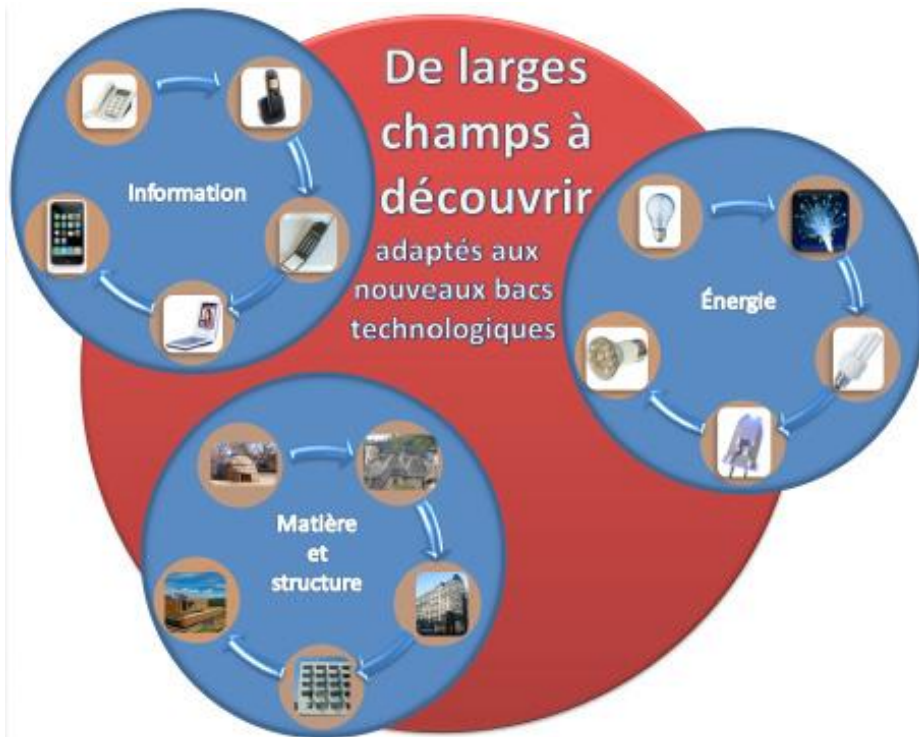 De larges
champs à
découvrir
adaptés aux
nouveaux bacs
technologiques
Information
Énergie
Matière
et
structure